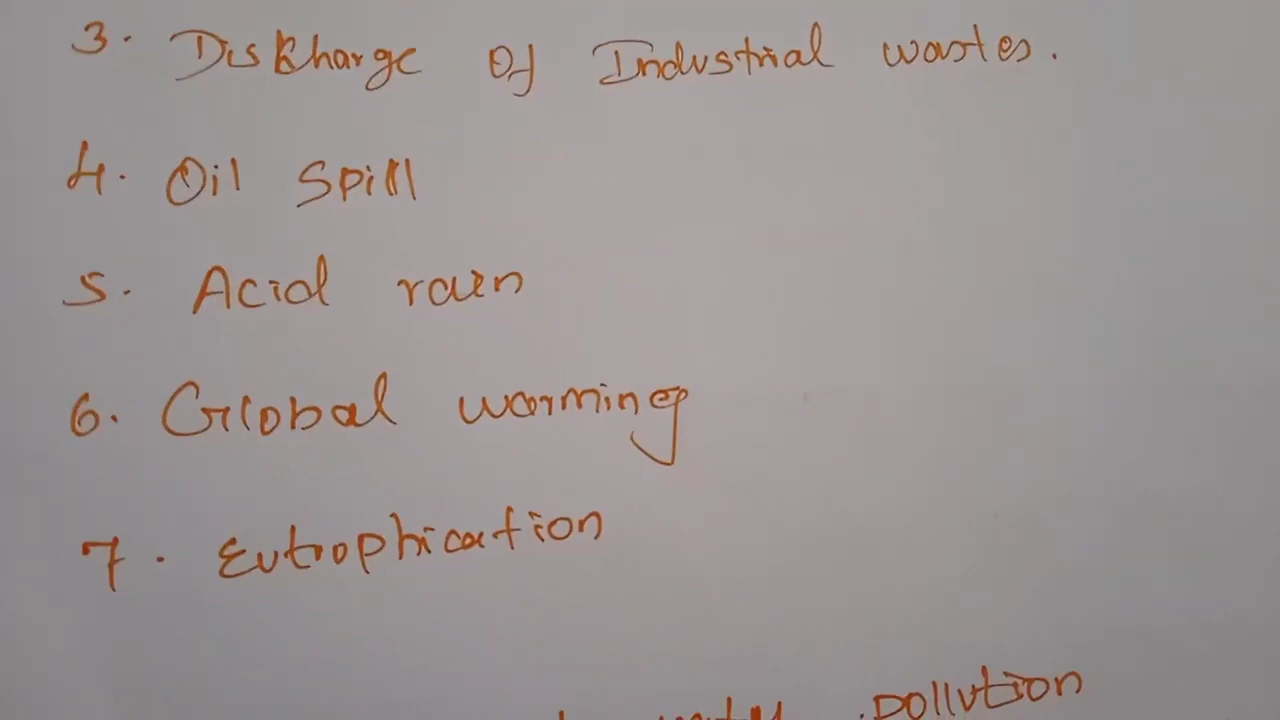 3. Discharge Of Industrial wastes.
4. Oil Spill
5. Acid rain
6. Global warming
7. Eutrophication
pollution